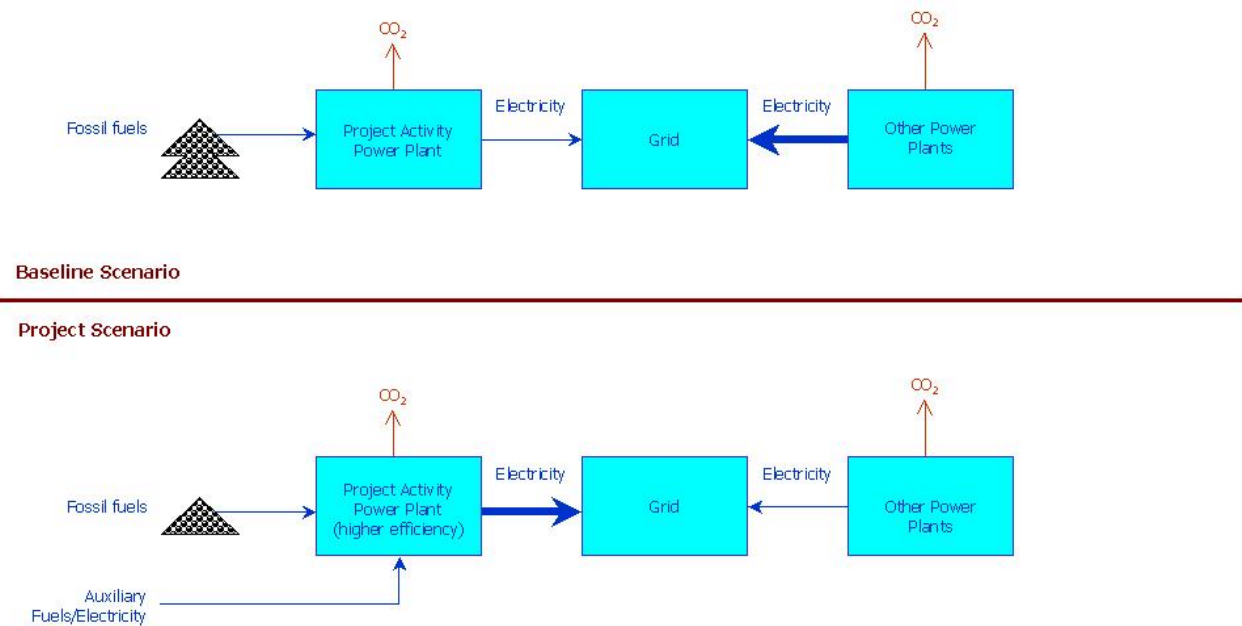 CO₂
CO₂
Electricity
Electricity
Fossil fuels
Project Activity
Power Plant
Grid
Other Power
Plants
Baseline Scenario
Project Scenario
CO₂
CO₂
Electricity
Electricity
Fossil fuels
Project Activity
Power Plant
(higher efficiency)
Grid
Other Power
Plants
Auxiliary
Fuels/Electricity